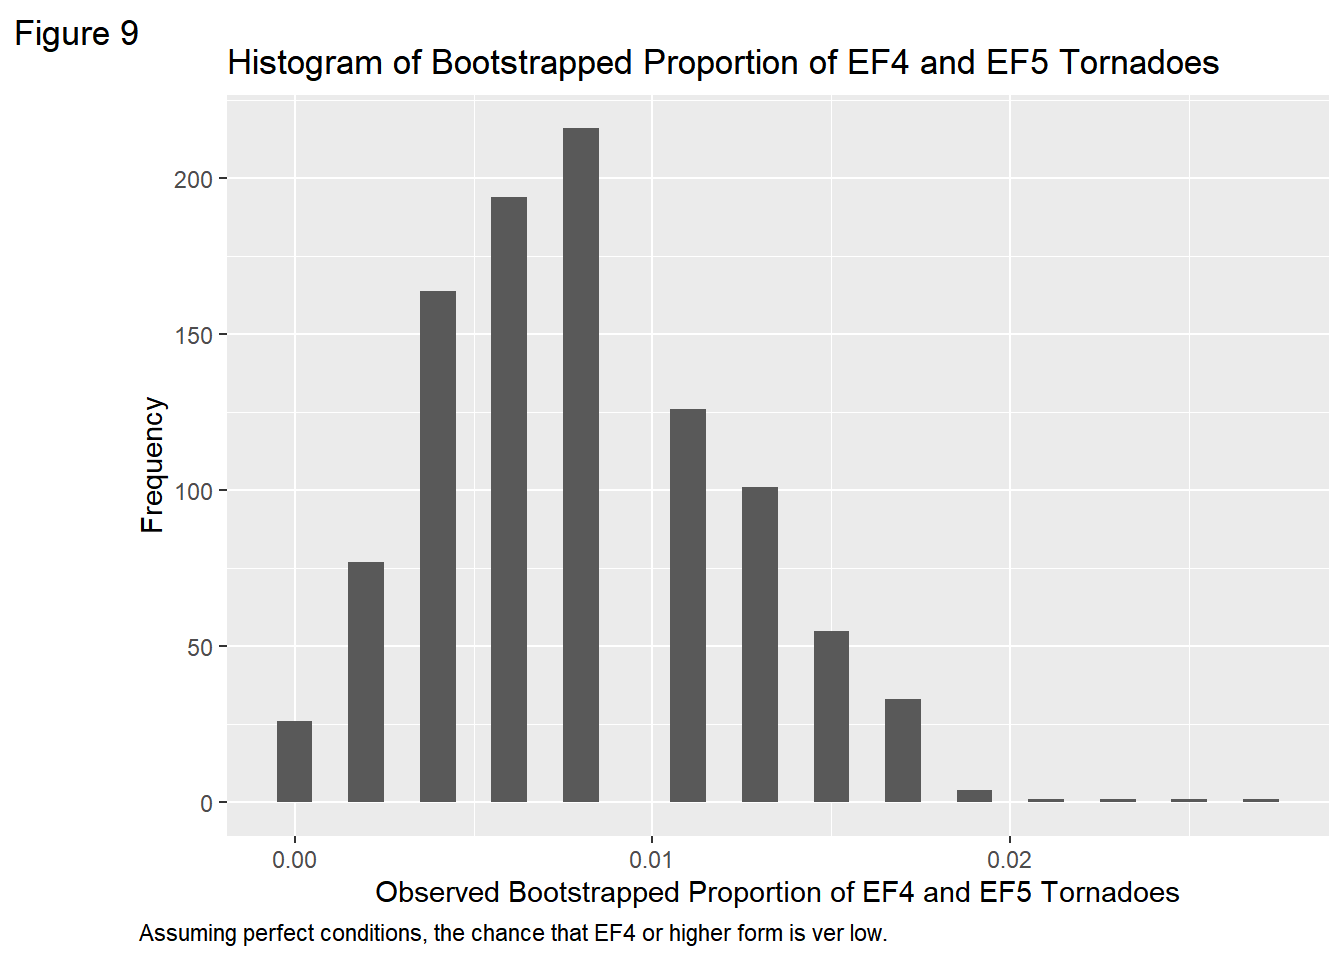 Figure 9
Histogram of Bootstrapped Proportion of EF4 and EF5 Tornadoes
Frequency
200
150
100
50
0
0.00 0.01 0.02
Observed Bootstrapped Proportion of EF4 and EF5 Tornadoes
Assuming perfect conditions, the chance that EF4 or higher form is ver low.